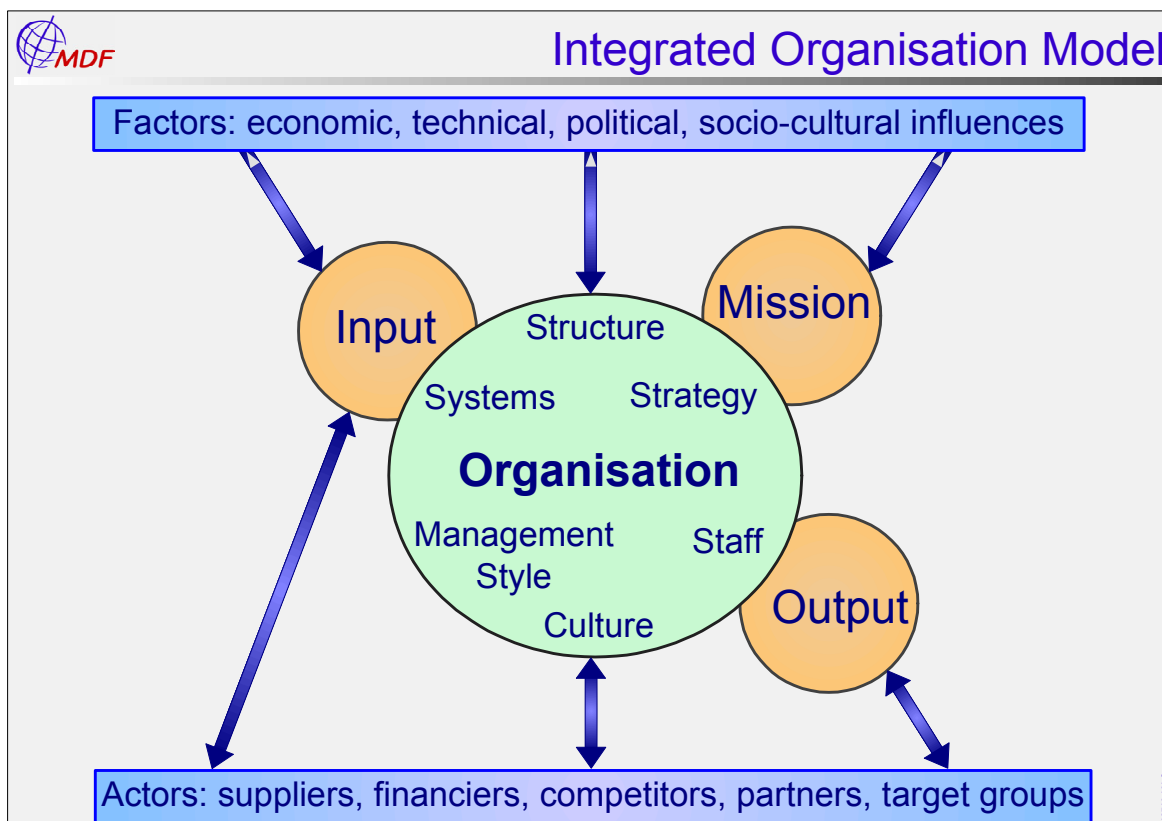 MDF
Integrated Organisation Model
Factors: economic, technical, political, socio-cultural influences
Input
Mission
Structure
Systems
Strategy
Organisation
Management
Style
Staff
Culture
Output
Actors: suppliers, financiers, competitors, partners, target groups